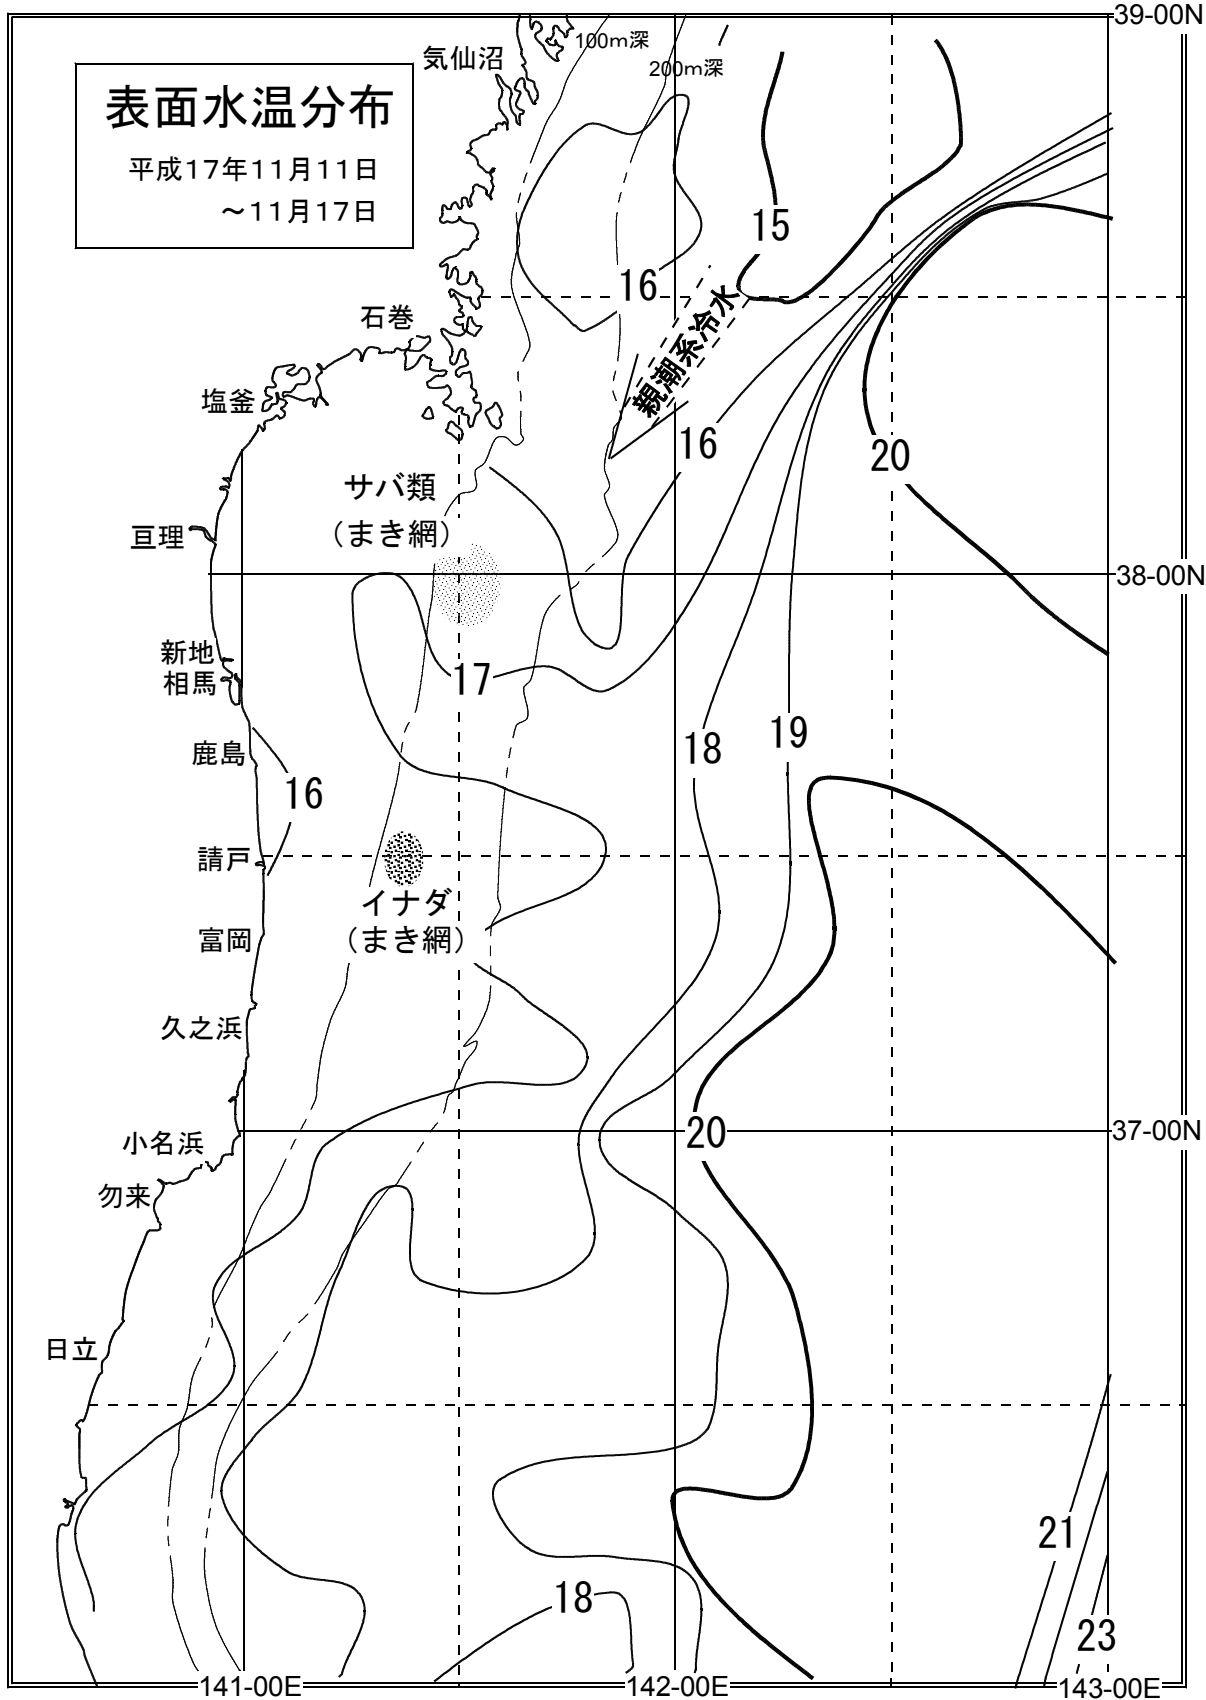 39-00N
100m深
気仙沼
200m深
表面水温分布
平成17年11月11日
～11月17日
15
16
石巻
親潮系冷水
塩釜
16
20
サバ類
（まき網）
亘理
38-00N
新地
相馬
17
鹿島
18
19
16
請戸
イナダ
（まき網）
富岡
久之浜
20
37-00N
小名浜
勿来
日立
21
18
23
141-00E
142-00E
143-00E